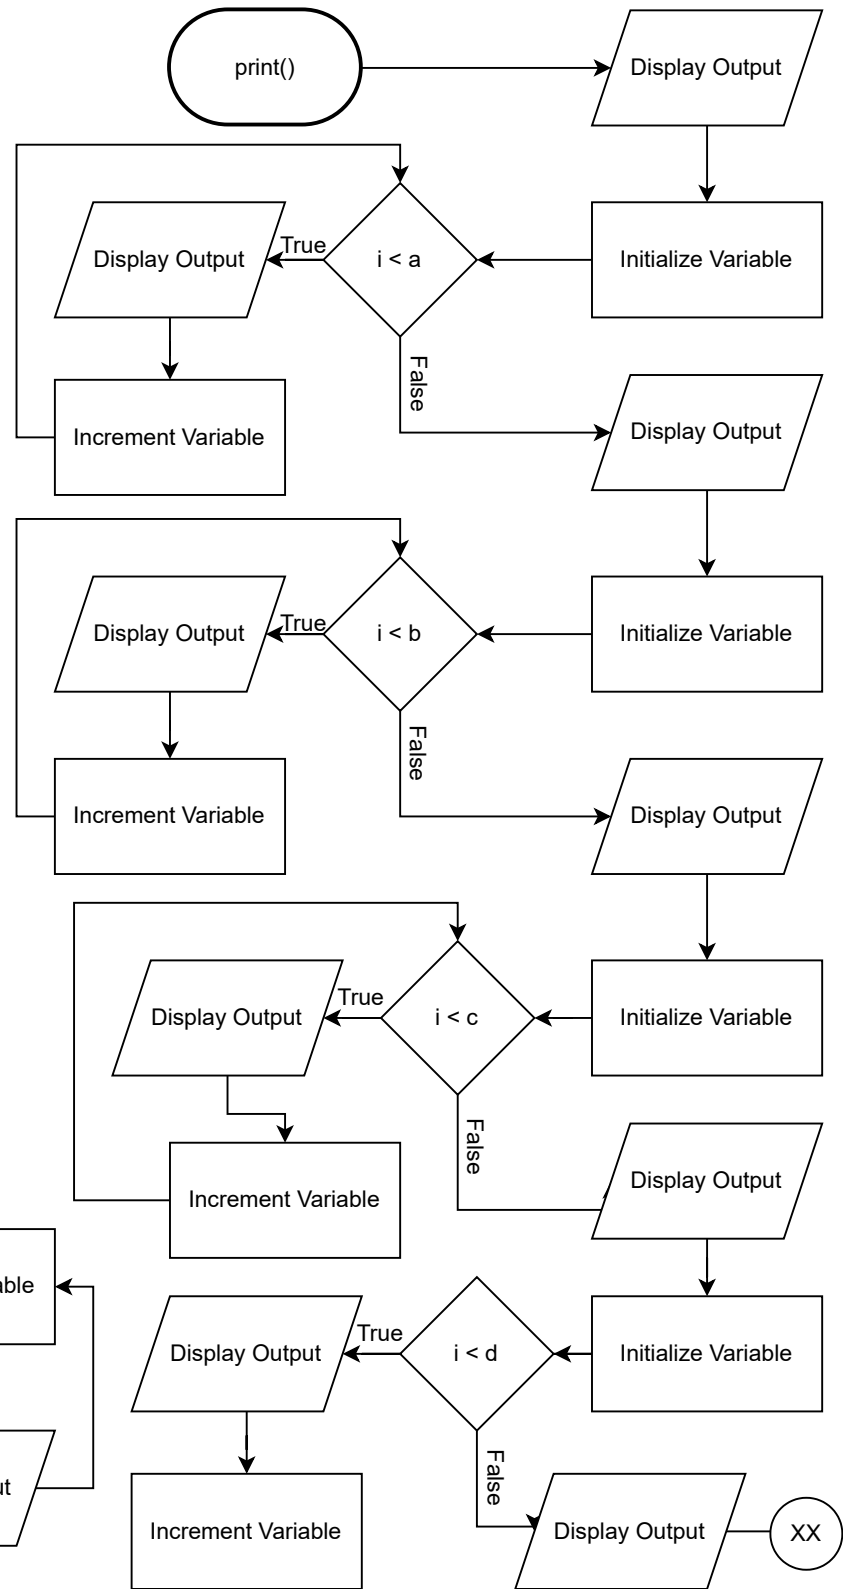 print()
Display Output
Initialize Variable
i < a
True
Display Output
Increment Variable
False
Display Output
Initialize Variable
i < b
True
Display Output
Increment Variable
False
Display Output
Initialize Variable
i < c
True
Display Output
Increment Variable
False
Display Output
Initialize Variable
i < d
True
Display Output
Increment Variable
False
Display Output
XX